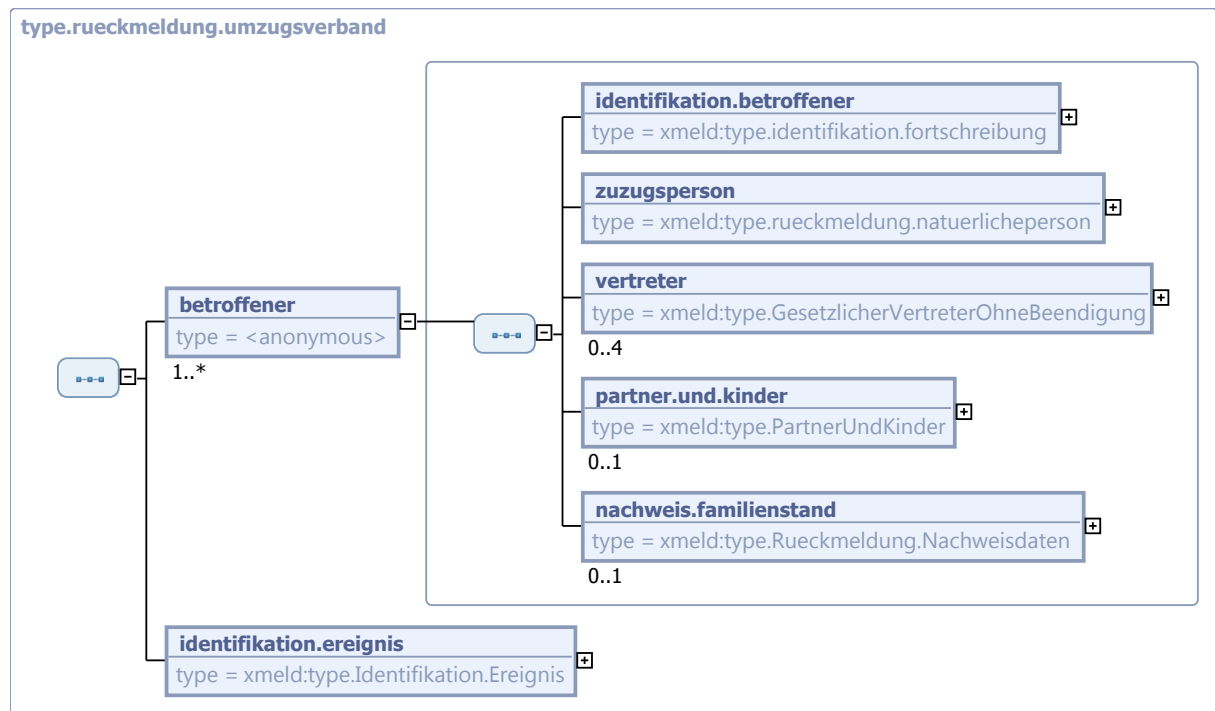 type.rueckmeldung.umzugsverband
identifikation.betroffener
type = xmeld:type.identifikation.fortschreibung
zuzugsperson
type = xmeld:type.rueckmeldung.natuerlicheperson
vertreter
type = xmeld:type.GesetzlicherVertreterOhneBeendigung
0..4
betroffener
type = <anonymous>
1..*
partner.und.kinder
type = xmeld:type.PartnerUndKinder
0..1
nachweis.familienstand
type = xmeld:type.Rueckmeldung.Nachweisdaten
0..1
identifikation.ereignis
type = xmeld:type.Identifikation.Ereignis